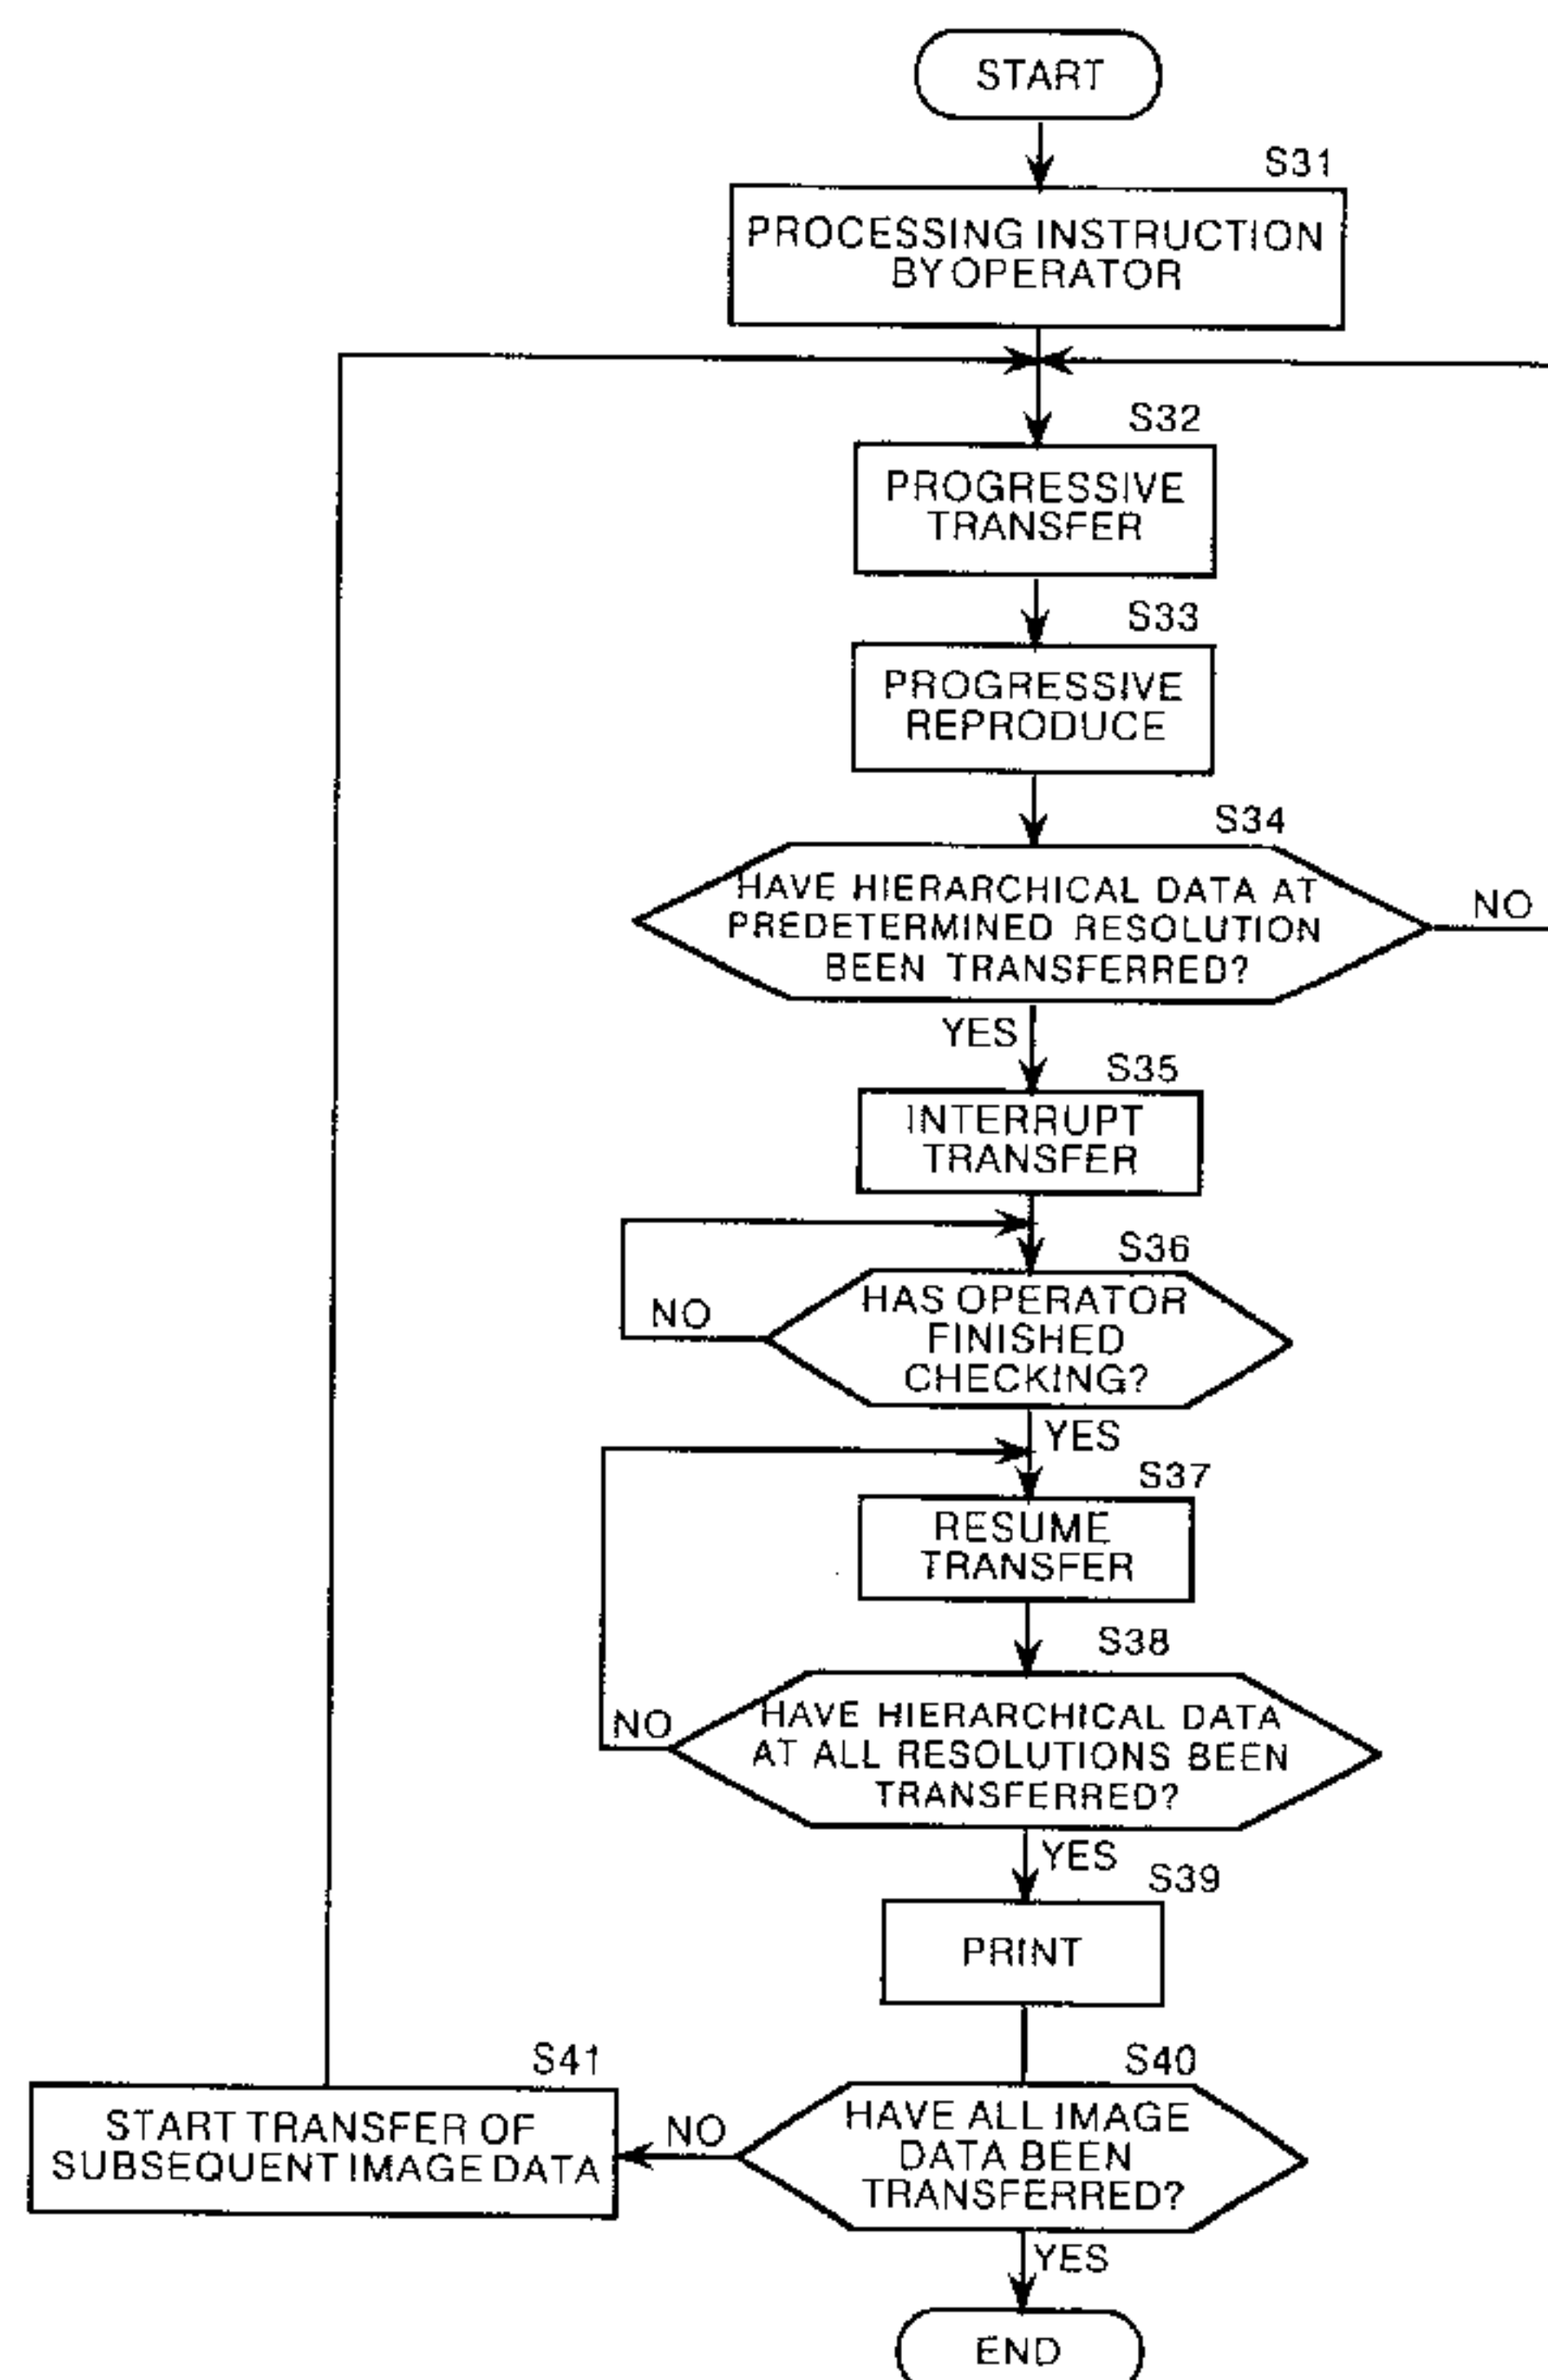 START
S31
PROCESSING INSTRUCTION
BY OPERATOR
S32
PROGRESSIVE
TRANSFER
S33
PROGRESSIVE
REPRODUCE
S34
HAVE HIERARCHICAL DATA AT
PREDETERMINED RESOLUTION
BEEN TRANSFERRED?
NO
YES
S35
INTERRUPT
TRANSFER
S36
HAS OPERATOR
FINISHED
CHECKING?
NO
YES
S37
RESUME
TRANSFER
S38
HAVE HIERARCHICAL DATA
AT ALL RESOLUTIONS BEEN
TRANSFERRED?
NO
YES
S39
PRINT
S40
HAVE ALL IMAGE
DATA BEEN
TRANSFERRED?
NO
S41
START TRANSFER OF
SUBSEQUENT IMAGE DATA
YES
END